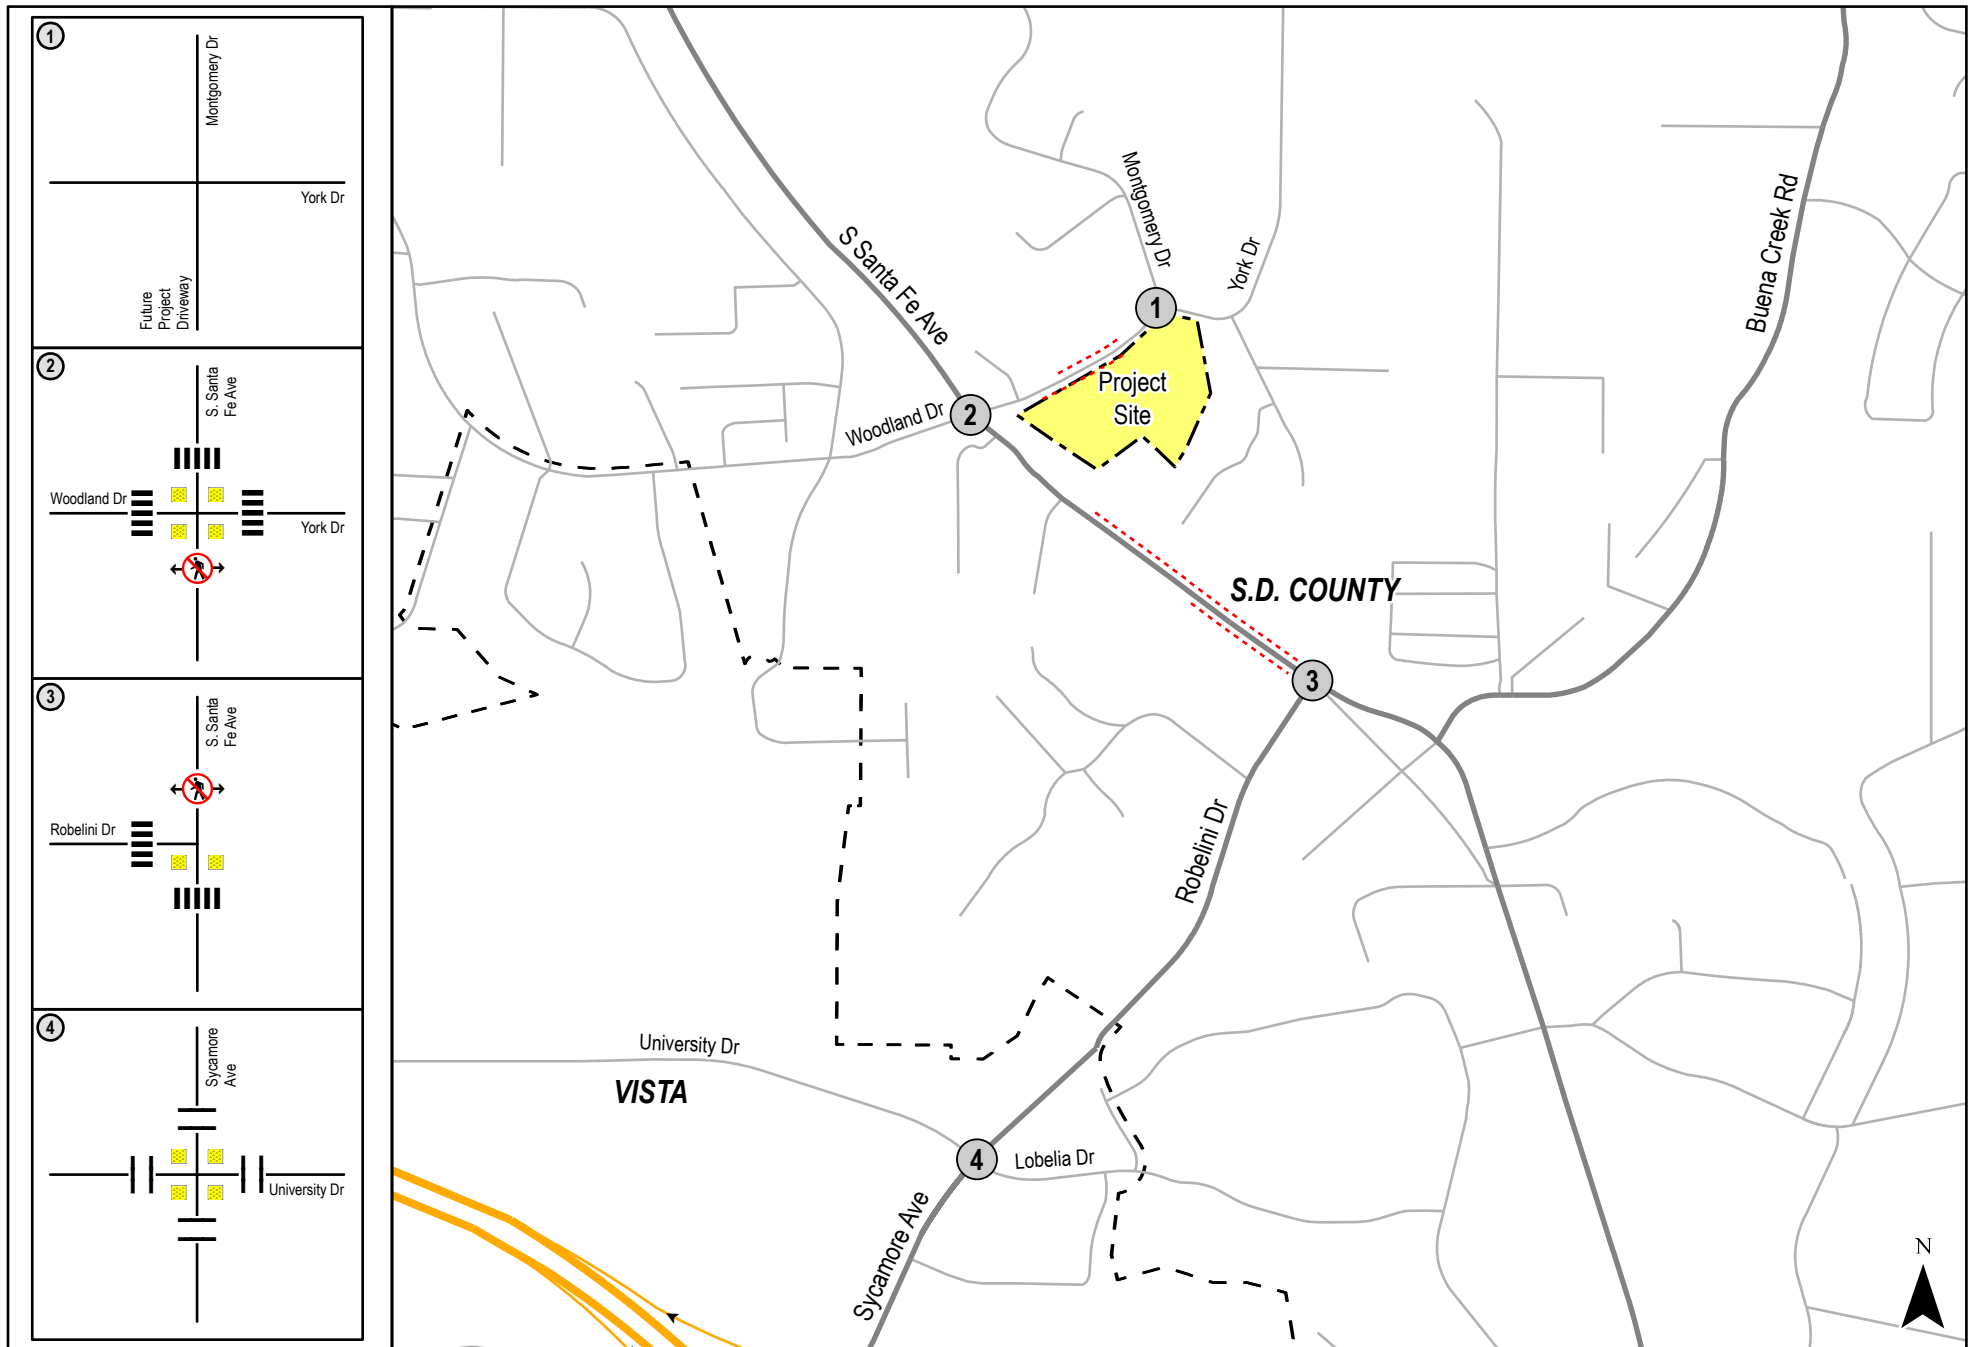 1
Montgomery Dr
York Dr
Future
Project
Driveway
2
S. Santa
Fe Ave
Woodland Dr
York Dr
3
S. Santa
Fe Ave
Robelini Dr
4
Sycamore
Ave
University Dr
Montgomery Dr
York Dr
Buena Creek Rd
S Santa Fe Ave
1
Project
Site
2
Woodland Dr
S.D. COUNTY
3
Robelini Dr
University Dr
VISTA
4
Lobelia Dr
Sycamore Ave
N